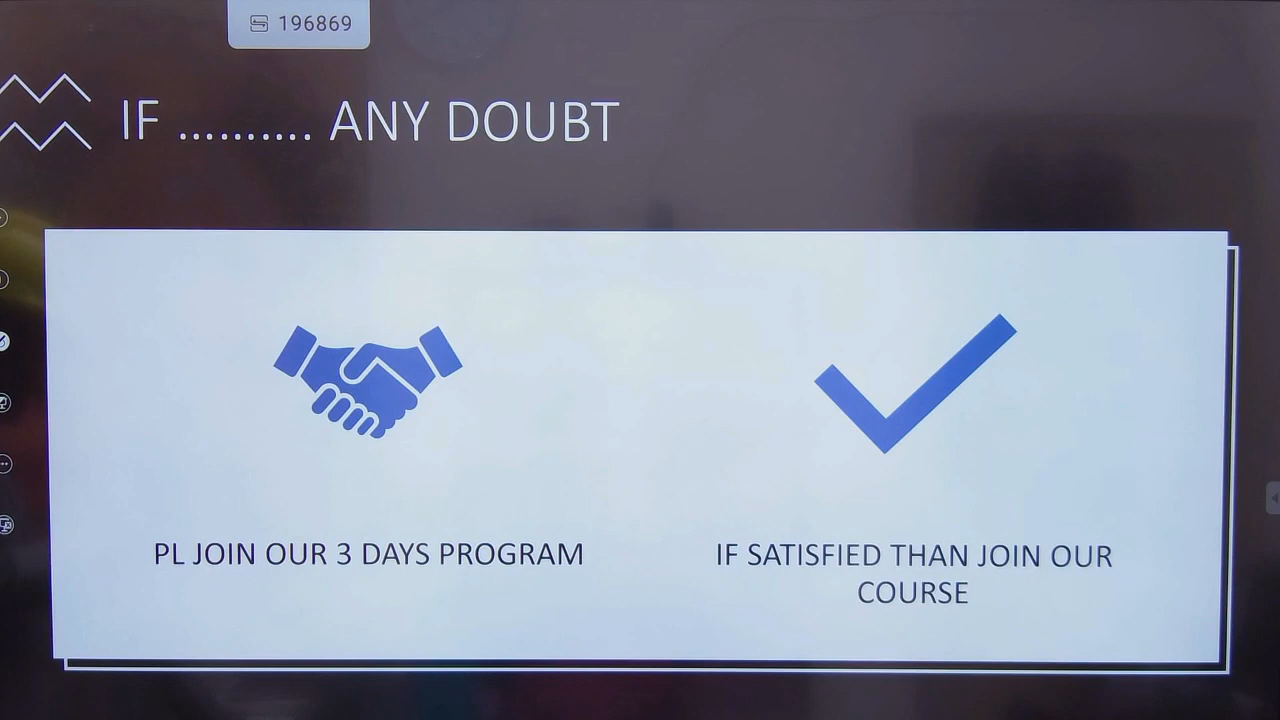 196869
IF .......... ANY DOUBT
PL JOIN OUR 3 DAYS PROGRAM
IF SATISFIED THAN JOIN OUR
COURSE